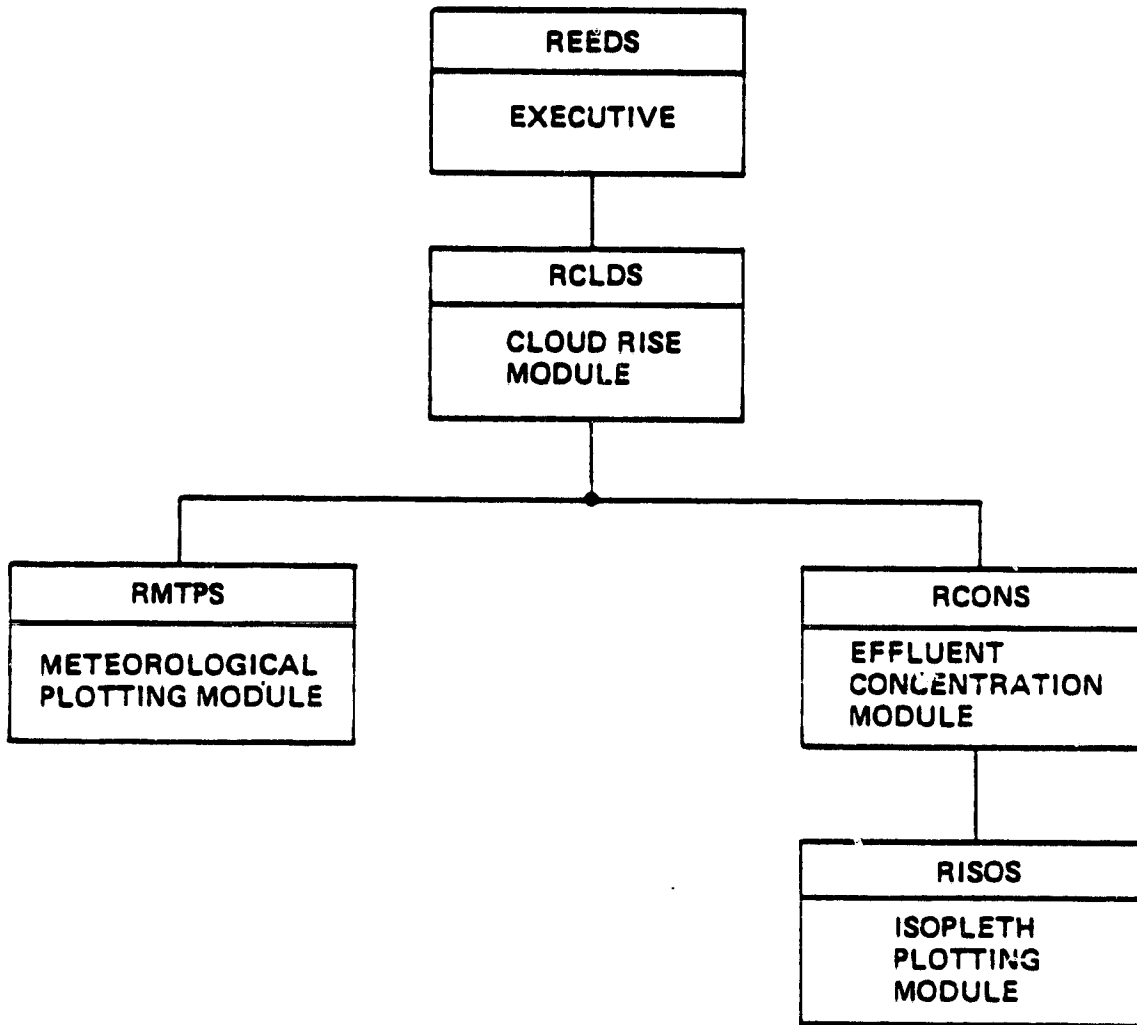 REEDS
EXECUTIVE
RCLDS
CLOUD RISE
MODULE
RMTPS
METEOROLOGICAL
PLOTTING MODULE
RCONS
EFFLUENT
CONCENTRATION
MODULE
RISOS
ISOPLETH
PLOTTING
MODULE